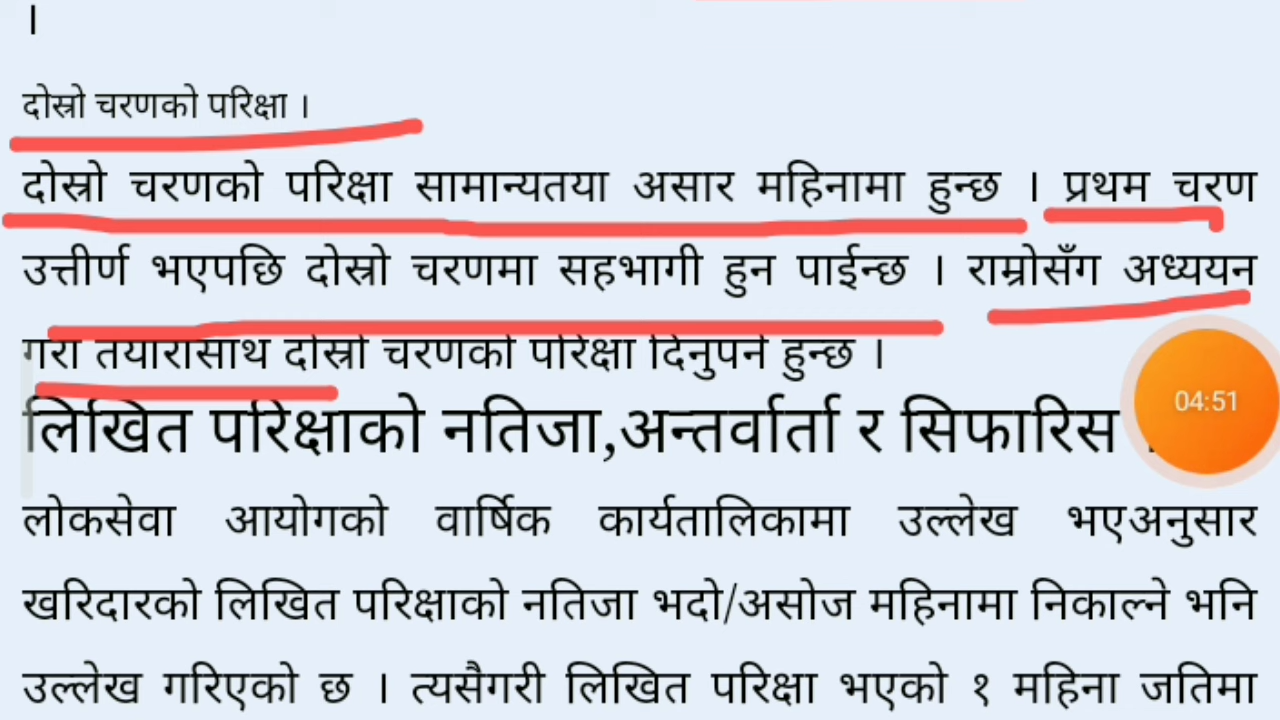 ।
दोस्रो चरणको परिक्षा ।
दोस्रो चरणको परिक्षा सामान्यतया असार महिनामा हुन्छ । प्रथम चरण
उत्तीर्ण भएपछि दोस्रो चरणमा सहभागी हुन पाईन्छ । राम्रोसँग अध्ययन
गरी तयारीसाथ दोस्रो चरणको परिक्षा दिनुपर्ने हुन्छ ।
लिखित परिक्षाको नतिजा,अन्तर्वार्ता र सिफारिस
04:51
लोकसेवा आयोगको वार्षिक कार्यतालिकामा उल्लेख भएअनुसार
खरिदारको लिखित परिक्षाको नतिजा भदो/असोज महिनामा निकाल्ने भनि
उल्लेख गरिएको छ । त्यसैगरी लिखित परिक्षा भएको १ महिना जतिमा